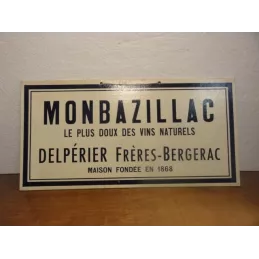 MONBAZILLAC
LE PLUS DOUX DES VINS NATURELS
DELPÉRIER FRÈRES-BERGERAC
MAISON FONDÉE EN 1868